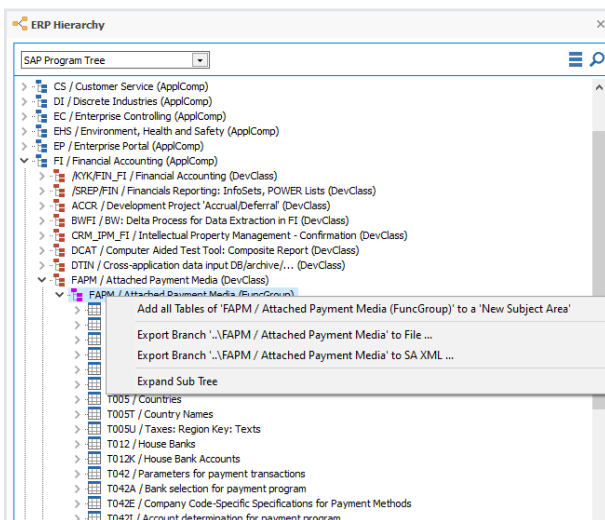 ERP Hierarchy
SAP Program Tree
CS / Customer Service (ApplComp)
DI / Discrete Industries (ApplComp)
EC / Enterprise Controlling (ApplComp)
EHS / Environment, Health and Safety (ApplComp)
EP / Enterprise Portal (ApplComp)
FI / Financial Accounting (ApplComp)
/KYK/FIN_FI / Financial Accounting (DevClass)
/SREP/FIN / Financials Reporting: InfoSets, POWER Lists (DevClass)
ACCR / Development Project 'Accrual/Deferral' (DevClass)
BWFI / BW: Delta Process for Data Extraction in FI (DevClass)
CRM_IPM_FI / Intellectual Property Management - Confirmation (DevClass)
DCAT / Computer Aided Test Tool: Composite Report (DevClass)
DTIN / Cross-application data input DB/archive/... (DevClass)
FAPM / Attached Payment Media (DevClass)
FAPM / Attached Payment Media (FuncGroup)
Add all Tables of 'FAPM / Attached Payment Media (FuncGroup)' to a 'New Subject Area'
Export Branch '..\FAPM / Attached Payment Media' to File ...
Export Branch '..\FAPM / Attached Payment Media' to SA XML ...
Expand Sub Tree
T005 / Countries
T005T / Country Names
T005U / Taxes: Region Key: Texts
T012 / House Banks
T012K / House Bank Accounts
T042 / Parameters for payment transactions
T042A / Bank selection for payment program
T042E / Company Code-Specific Specifications for Payment Methods
T042I / Account determination for payment program